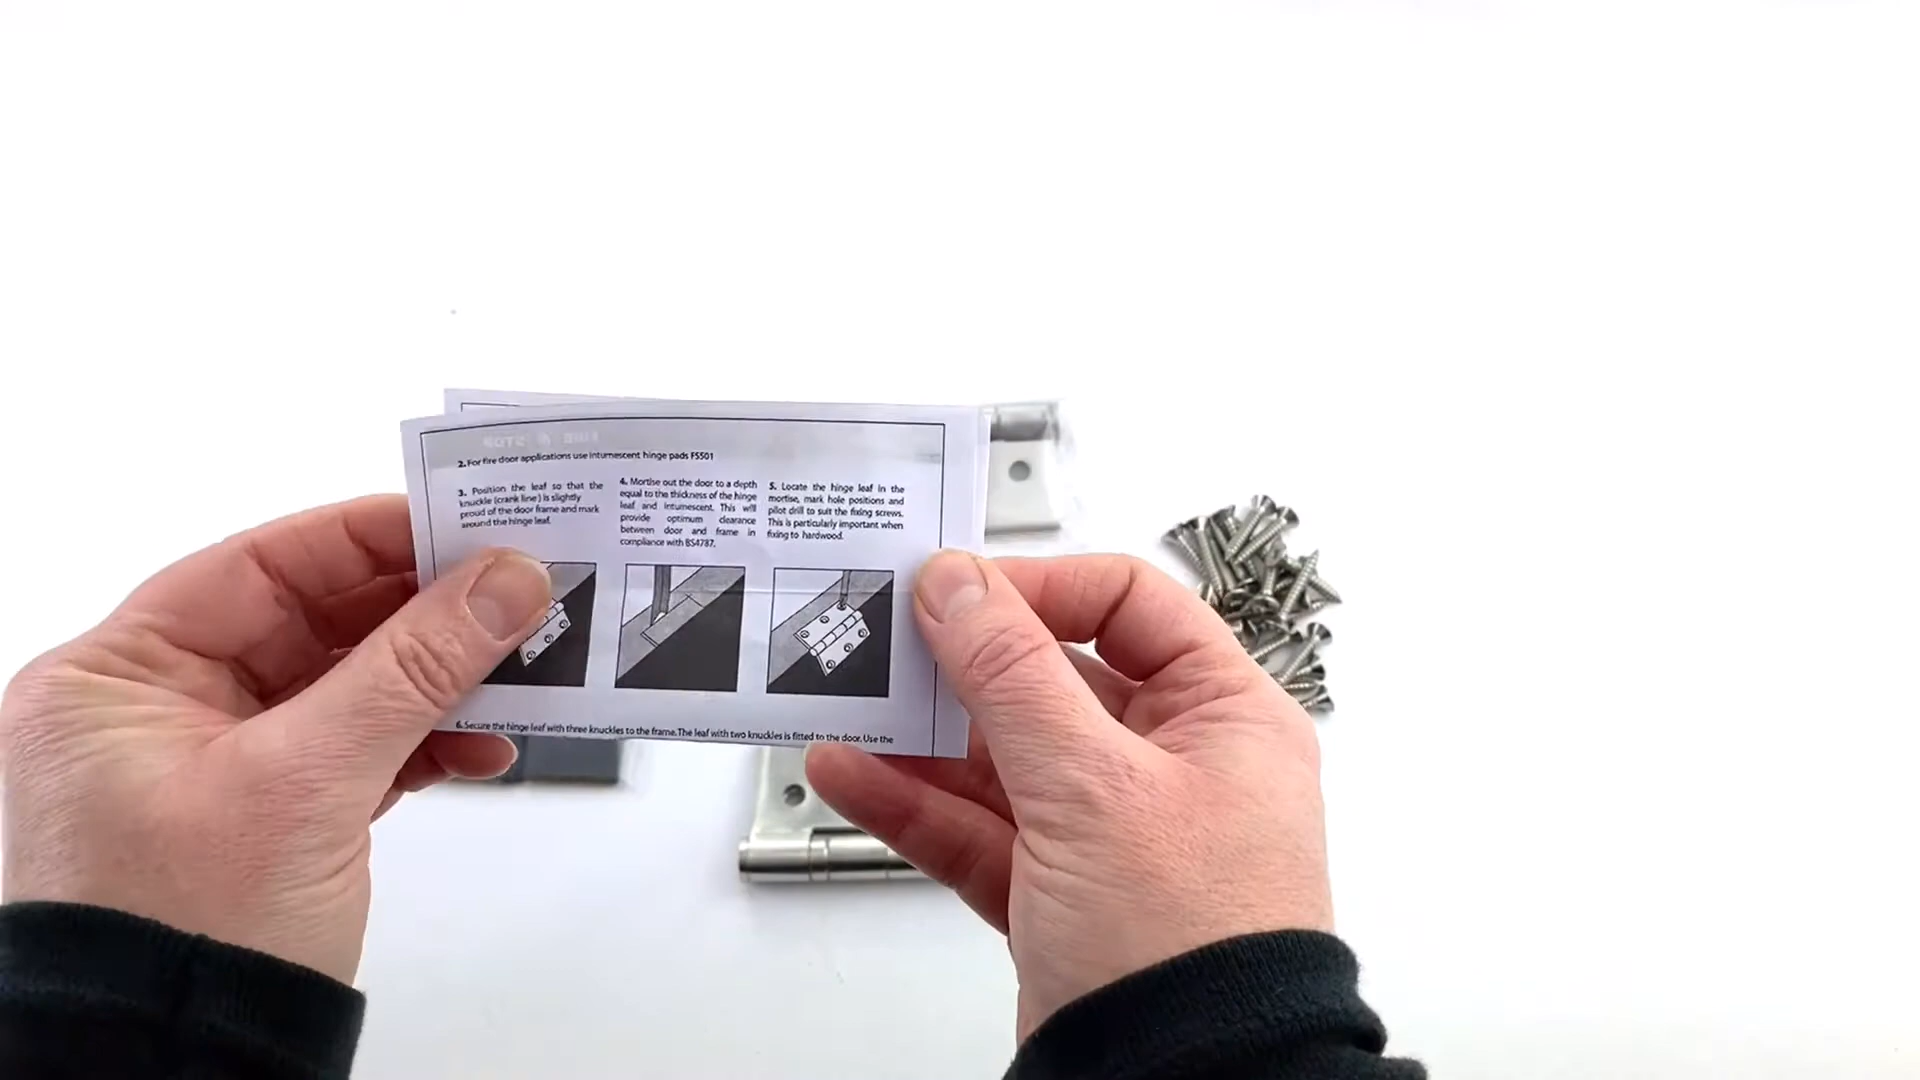 2. For fire door applications use intumescent hinge pads FS501
3. Position the leaf so that the
knuckle (crank line) is slightly
proud of the door frame and mark
around the hinge leaf.
4. Mortise out the door to a depth
equal to the thickness of the hinge
leaf and intumescent. This will
provide optimum clearance
between door and frame in
compliance with BS4787.
5. Locate the hinge leaf in the
mortise, mark hole positions and
pilot drill to suit the fixing screws.
This is particularly important when
fixing to hardwood.
6. Secure the hinge leaf with three knuckles to the frame. The leaf with two knuckles is fitted to the door. Use the